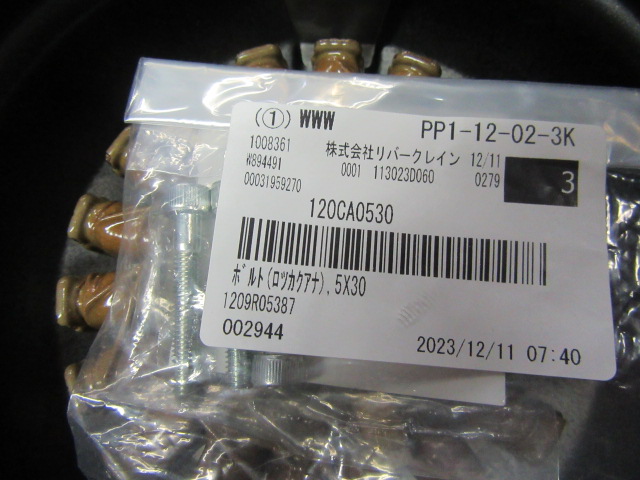 (①) WWW PP1-12-02-3K
1008361 株式会社リバークレイン 12/11
W894491 0001 113023D060 0279 3
00031959270
120CA0530
ボルト(ロツカクアナ),5X30
1209R05387
002944 2023/12/11 07:40